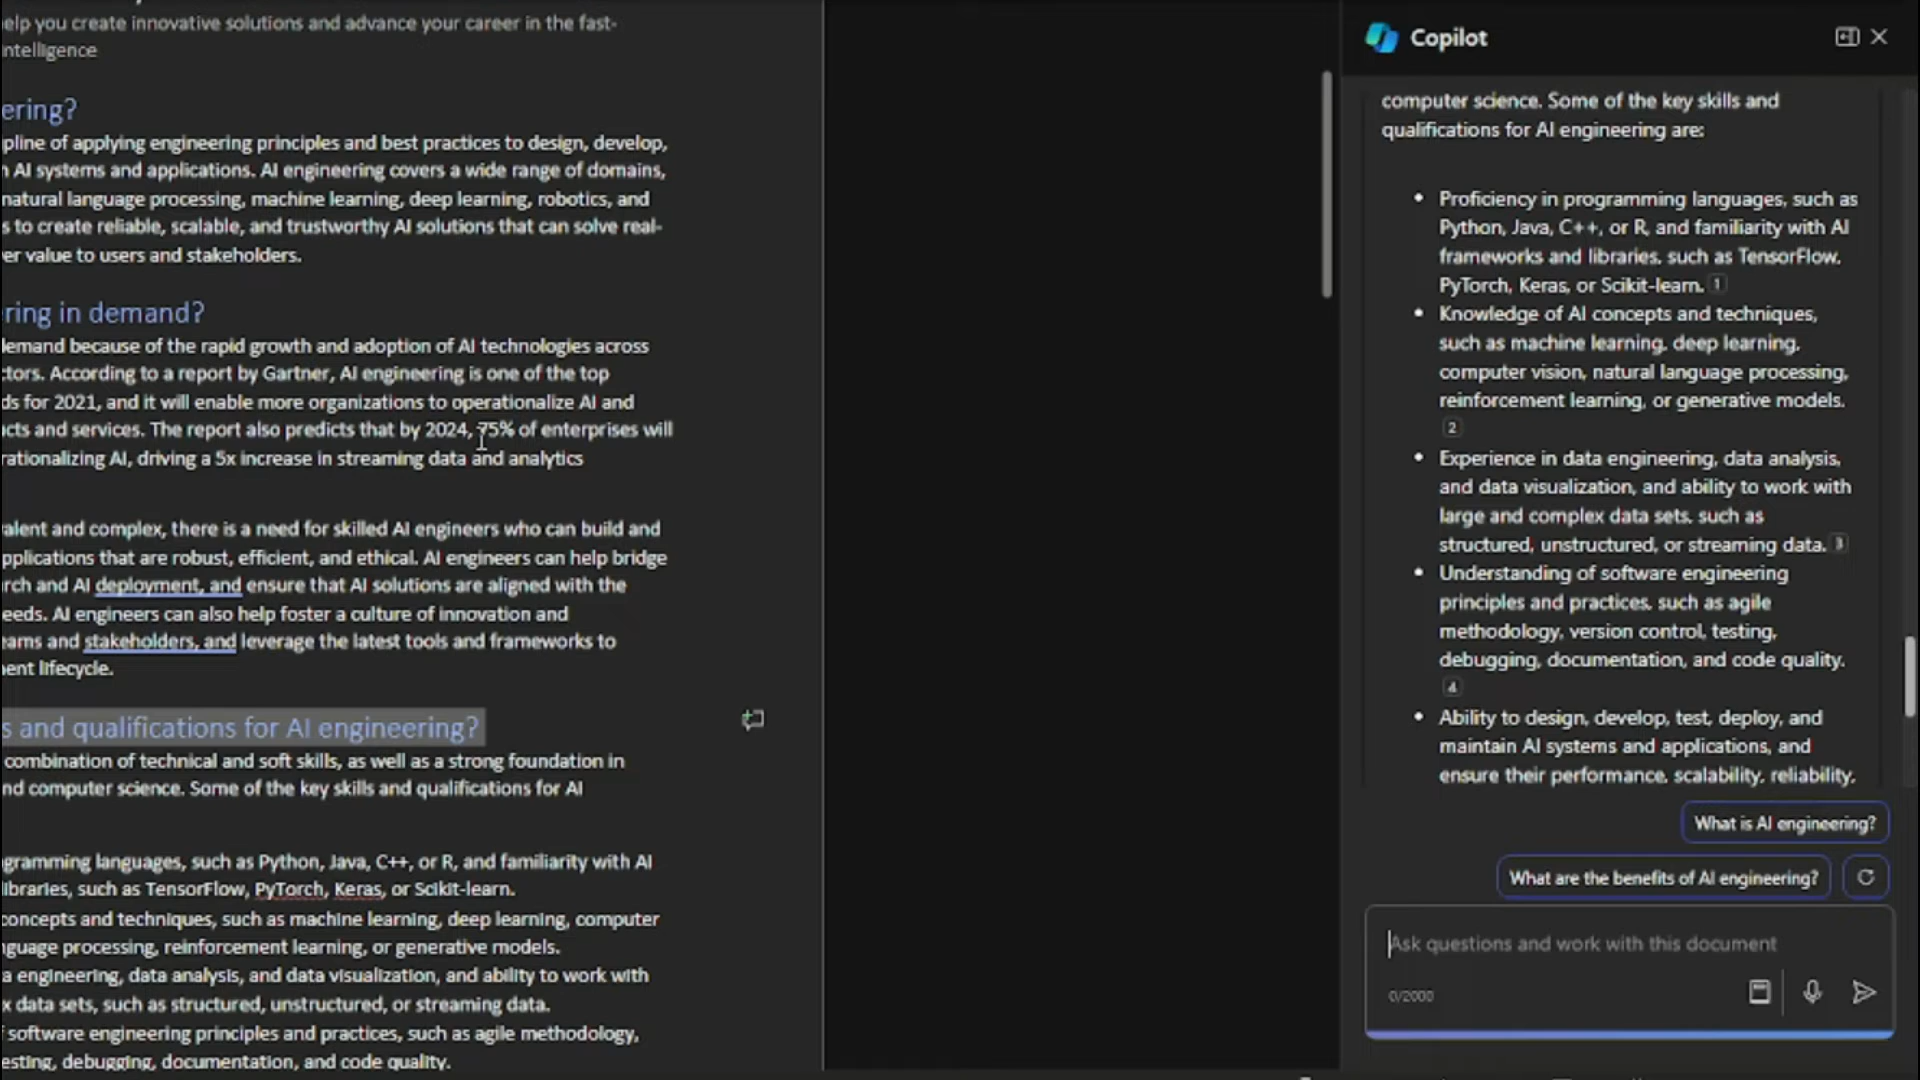 elp you create innovative solutions and advance your career in the fast-
ntelligence
ering?
pline of applying engineering principles and best practices to design, develop,
n AI systems and applications. AI engineering covers a wide range of domains,
natural language processing, machine learning, deep learning, robotics, and
s to create reliable, scalable, and trustworthy AI solutions that can solve real-
er value to users and stakeholders.
ring in demand?
demand because of the rapid growth and adoption of AI technologies across
ctors. According to a report by Gartner, AI engineering is one of the top
ds for 2021, and it will enable more organizations to operationalize AI and
cts and services. The report also predicts that by 2024, 75% of enterprises will
rationalizing AI, driving a 5x increase in streaming data and analytics
alent and complex, there is a need for skilled AI engineers who can build and
pplications that are robust, efficient, and ethical. AI engineers can help bridge
rch and AI deployment, and ensure that AI solutions are aligned with the
eeds. AI engineers can also help foster a culture of innovation and
eams and stakeholders, and leverage the latest tools and frameworks to
ent lifecycle.
s and qualifications for AI engineering?
combination of technical and soft skills, as well as a strong foundation in
nd computer science. Some of the key skills and qualifications for AI
gramming languages, such as Python, Java, C++, or R, and familiarity with AI
libraries, such as TensorFlow, PyTorch, Keras, or Scikit-learn.
concepts and techniques, such as machine learning, deep learning, computer
nguage processing, reinforcement learning, or generative models.
a engineering, data analysis, and data visualization, and ability to work with
x data sets, such as structured, unstructured, or streaming data.
f software engineering principles and practices, such as agile methodology,
esting, debugging, documentation, and code quality.
Copilot
computer science. Some of the key skills and
qualifications for AI engineering are:
• Proficiency in programming languages, such as
Python, Java, C++, or R, and familiarity with AI
frameworks and libraries, such as TensorFlow,
PyTorch, Keras, or Scikit-learn. 1
• Knowledge of AI concepts and techniques,
such as machine learning, deep learning,
computer vision, natural language processing,
reinforcement learning, or generative models.
2
• Experience in data engineering, data analysis,
and data visualization, and ability to work with
large and complex data sets, such as
structured, unstructured, or streaming data. 3
• Understanding of software engineering
principles and practices, such as agile
methodology, version control, testing,
debugging, documentation, and code quality.
4
• Ability to design, develop, test, deploy, and
maintain AI systems and applications, and
ensure their performance, scalability, reliability,
What is AI engineering?
What are the benefits of AI engineering?
Ask questions and work with this document
0/2000